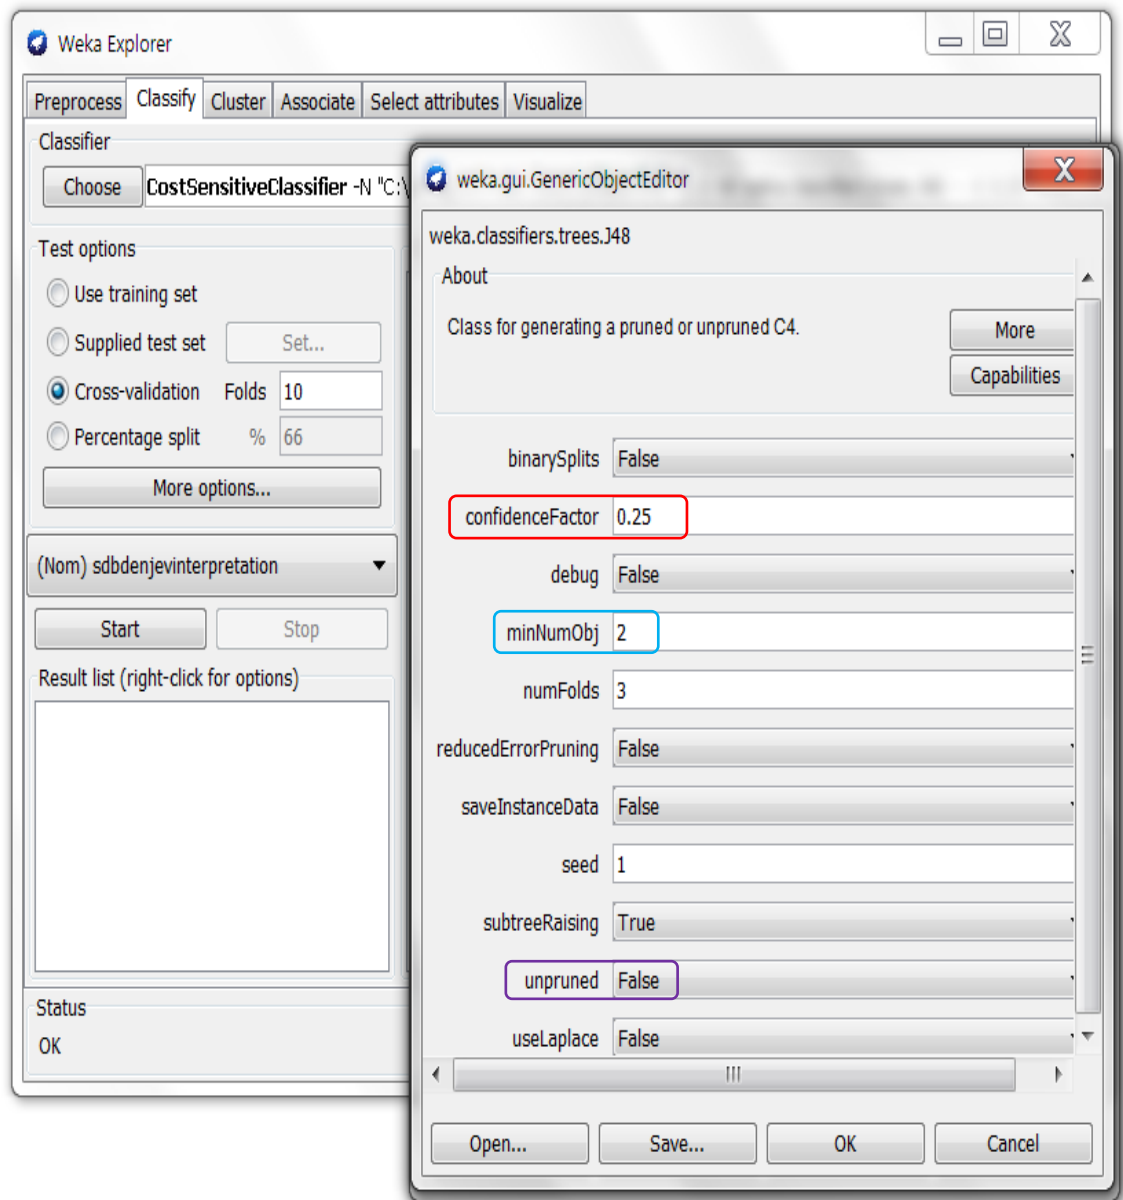 Weka Explorer
Preprocess Classify Cluster Associate Select attributes Visualize
Classifier
Choose CostSensitiveClassifier -N "C:\
Test options
Use training set
Supplied test set Set...
Cross-validation Folds 10
Percentage split % 66
More options...
(Nom) sdbdenjevinterpretation
Start Stop
Result list (right-click for options)
Status
OK
X
weka.gui.GenericObjectEditor
weka.classifiers.trees.J48
About
Class for generating a pruned or unpruned C4.
More
Capabilities
binarySplits False
confidenceFactor 0.25
debug False
minNumObj 2
numFolds 3
reducedErrorPruning False
saveInstanceData False
seed 1
subtreeRaising True
unpruned False
useLaplace False
Open... Save... OK Cancel